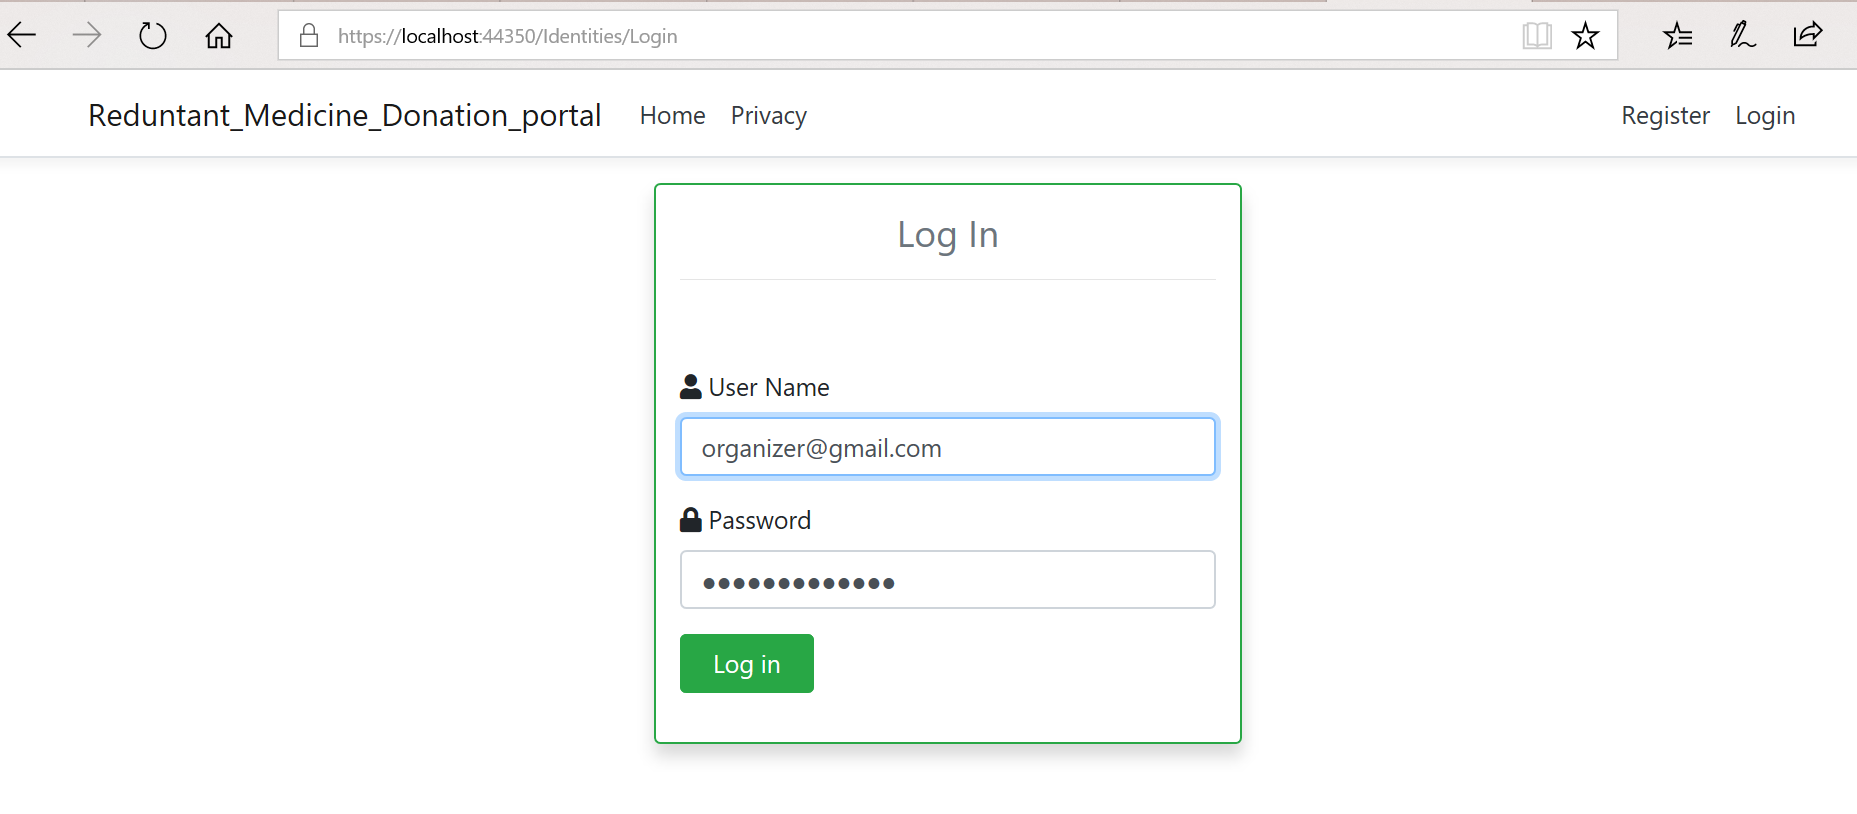 https://localhost:44350/Identities/Login
Reduntant_Medicine_Donation_portal Home Privacy Register Login
Log In
User Name
organizer@gmail.com
Password
●●●●●●●●●●●●●
Log in